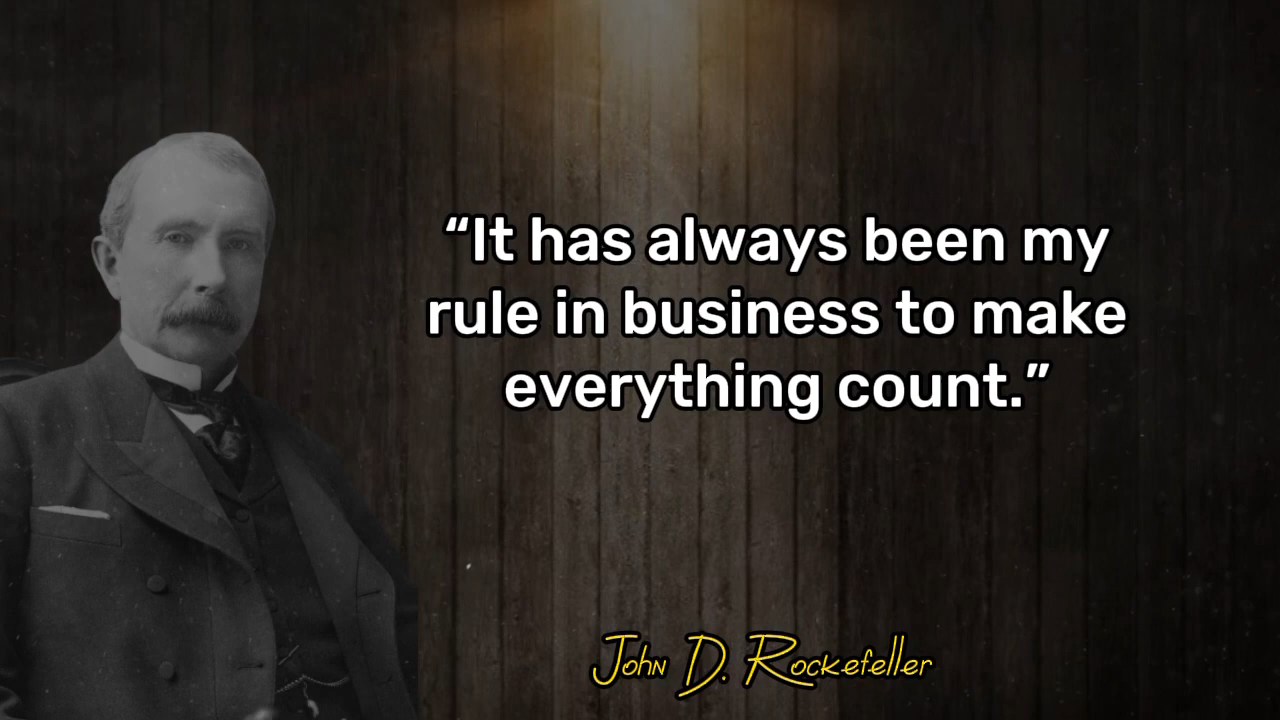 “It has always been my
rule in business to make
everything count.”
John D. Rockefeller